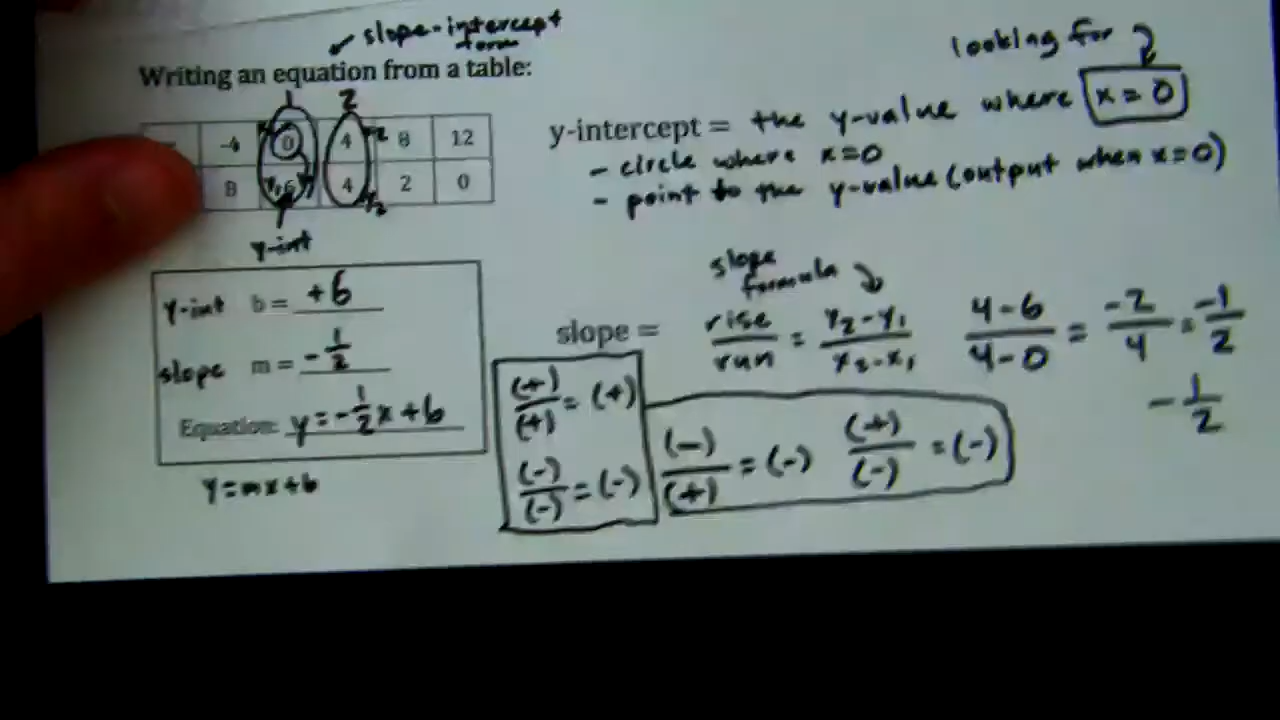 ✓ slope-intercept
form
Writing an equation from a table:
1 2
-4 0 4 8 12
8 6 4 2 0
y-int
y-int b = +6
slope m = -1/2
Equation: y = -1/2x + 6
y = mx + b
looking for
y-intercept = the y-value where x = 0
- circle where x=0
- point to the y-value (output when x=0)
slope
formula
slope = rise/run = y₂-y₁/x₂-x₁ 4-6/4-0 = -2/4 = -1/2
-1/2
(+)/(+) = (+)
(-)/(-) = (-)
(-)/(+) = (-) (+)/(-) = (-)